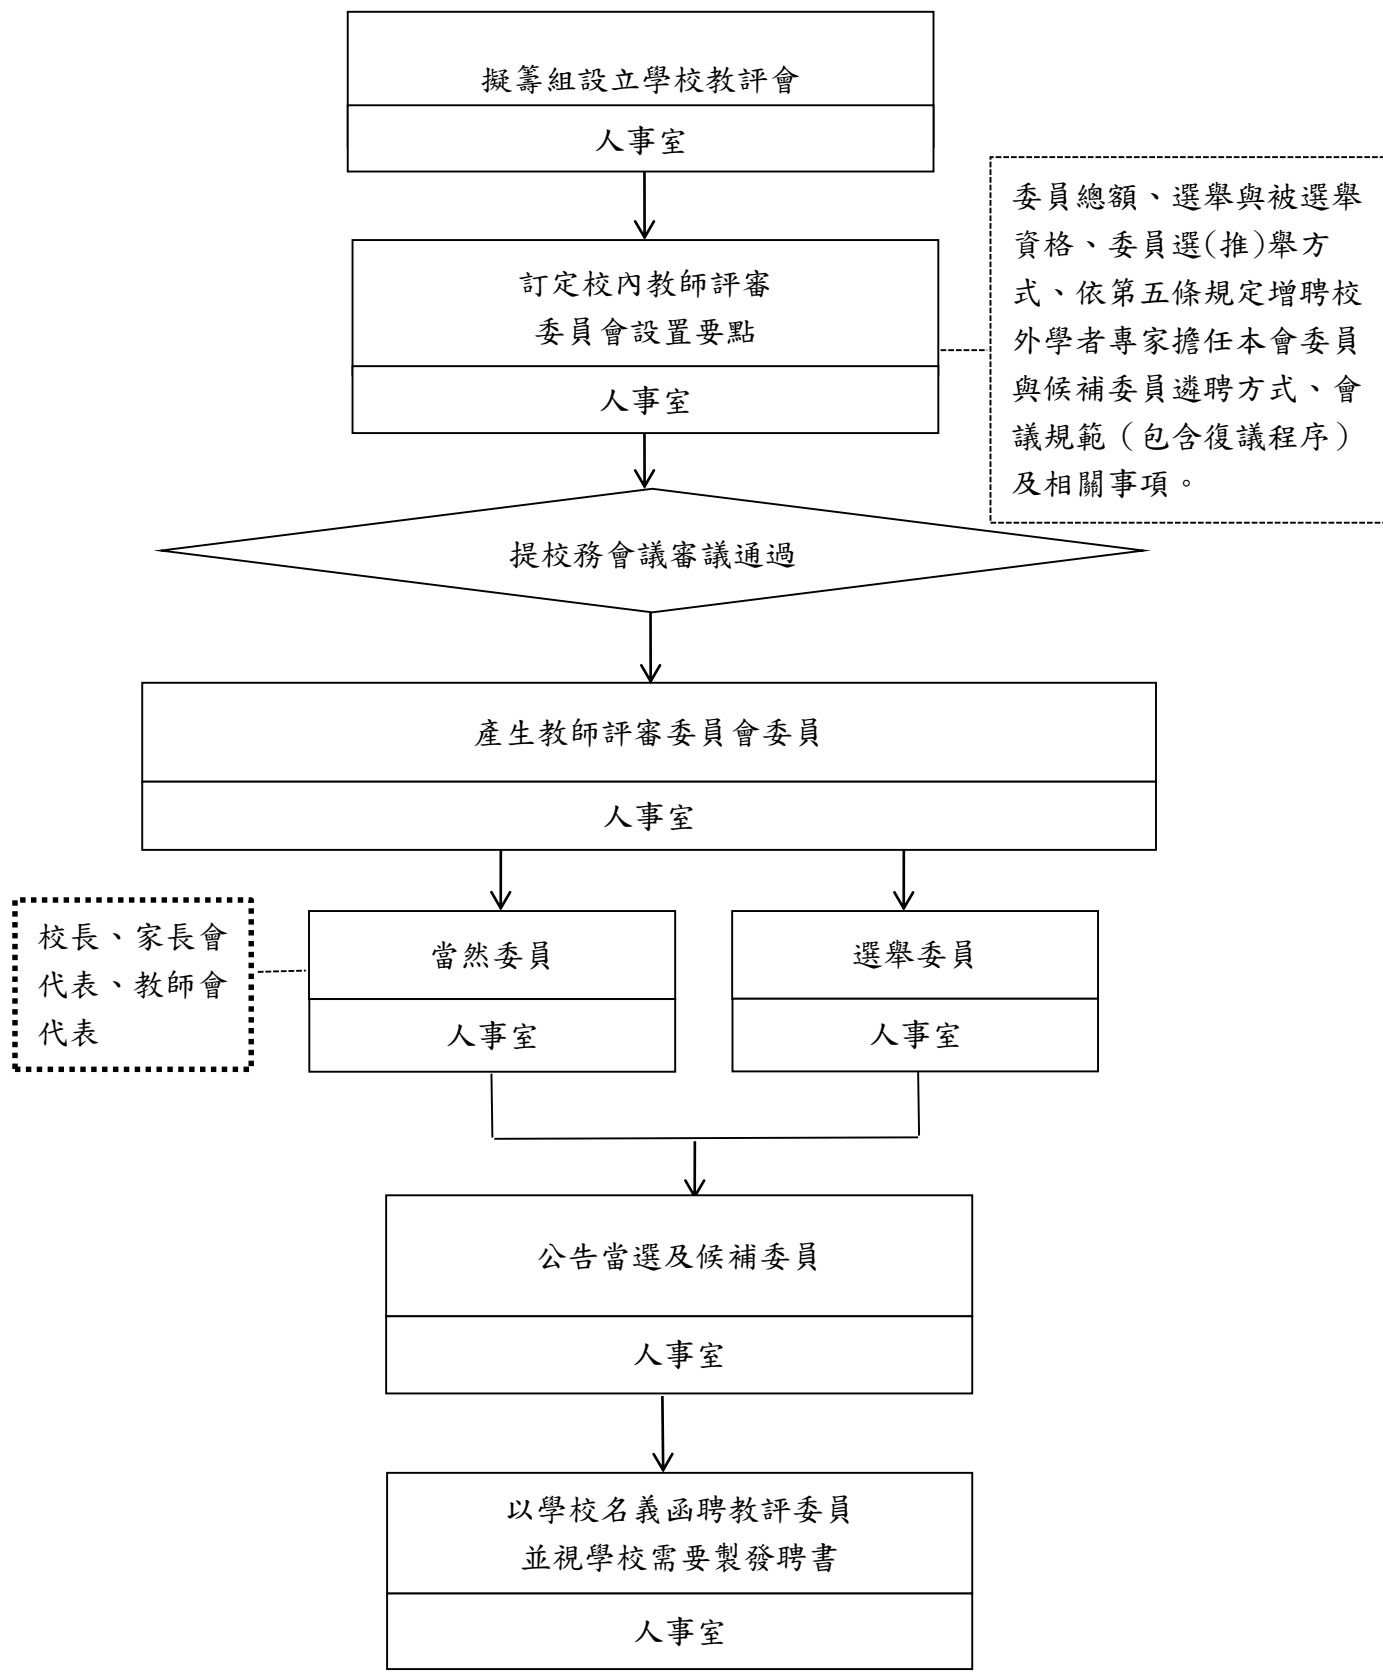 擬籌組設立學校教評會
人事室
訂定校內教師評審
委員會設置要點
人事室
委員總額、選舉與被選舉
資格、委員選(推)舉方
式、依第五條規定增聘校
外學者專家擔任本會委員
與候補委員遴聘方式、會
議規範（包含復議程序）
及相關事項。
提校務會議審議通過
產生教師評審委員會委員
人事室
校長、家長會
代表、教師會
代表
當然委員
人事室
選舉委員
人事室
公告當選及候補委員
人事室
以學校名義函聘教評委員
並視學校需要製發聘書
人事室